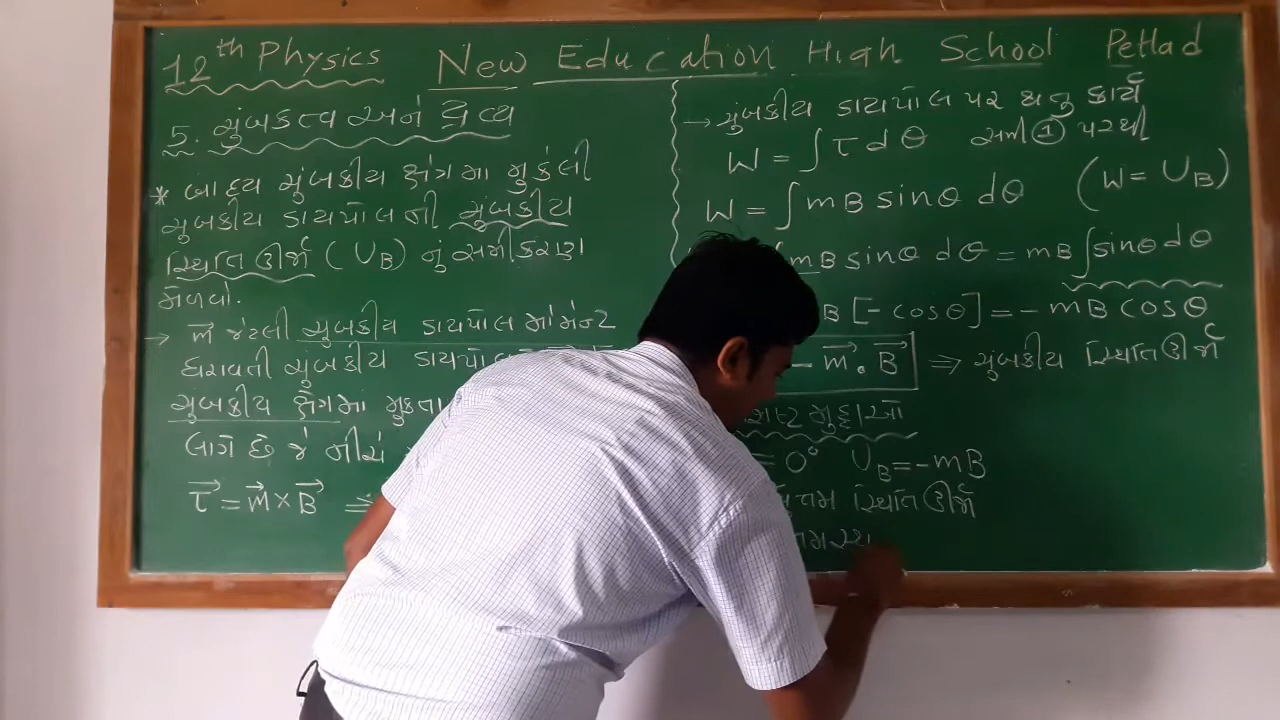 12th Physics New Education High School Petlad
5. ચુંબકત્વ અને દ્રવ્ય
* બાહ્ય ચુંબકીય ક્ષેત્રમા મુકેલી
ચુંબકીય ડાયપોલની ચુંબકીય
સ્થિતિઊર્જા (UB) નું સમીકરણ
મેળવો.
→ m⃗ જેટલી ચુંબકીય ડાયપોલ મોમેન્ટ
ધરાવતી ચુંબકીય
ચુંબકીય ક્ષેત્રમા
લાગે છે જે નીચે
τ⃗ = m⃗ × B⃗ ⇒
→ ચુંબકીય ડાયપોલ પર થતુ કાર્ય
W = ∫ τ dθ સમી ① પરથી
W = ∫ mB sinθ dθ (W = UB)
∫ mB sinθ dθ = mB ∫ sinθ dθ
B [- cosθ] = - mB cosθ
- m⃗ . B⃗ ⇒ ચુંબકીય સ્થિતિઊર્જા
મુદ્દાઓ
= 0° UB = -mB
સ્થિતિઊર્જા